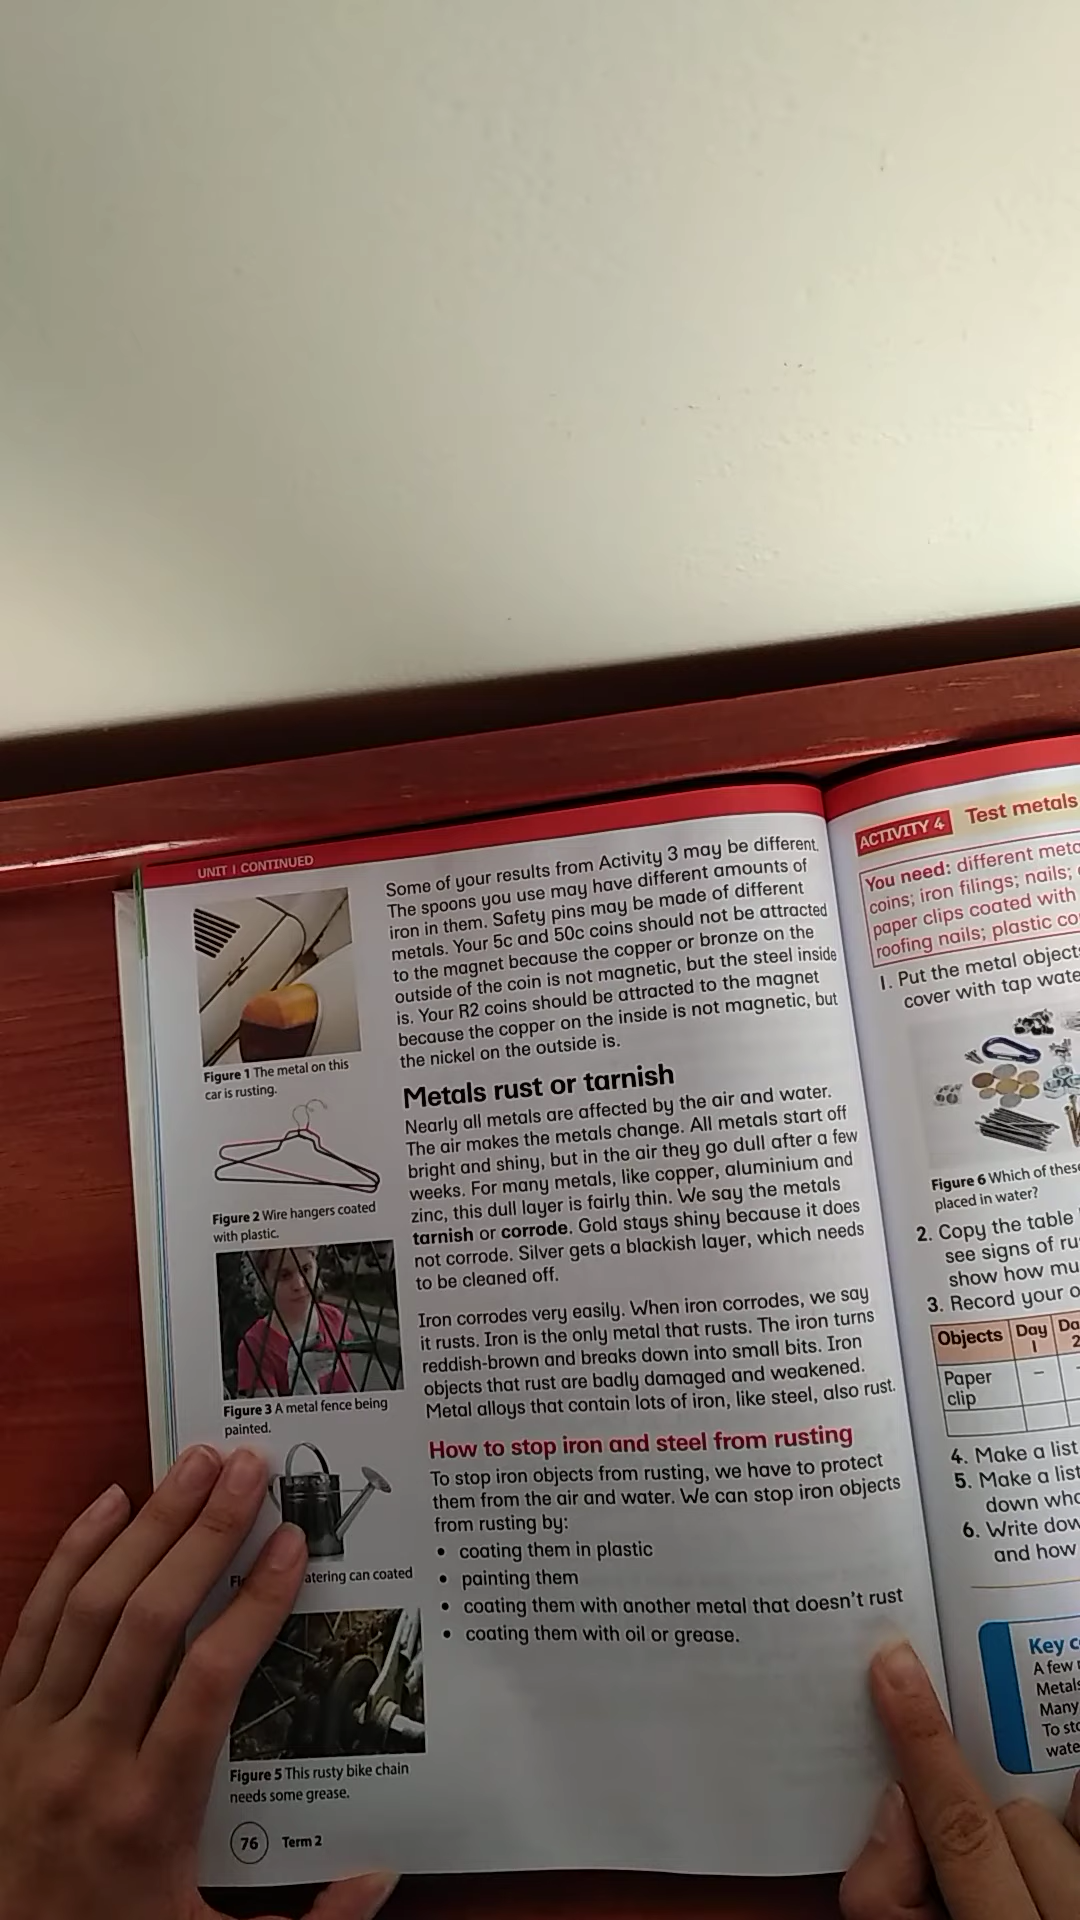 UNIT 1 CONTINUED
Figure 1 The metal on this
car is rusting.
Figure 2 Wire hangers coated
with plastic.
Figure 3 A metal fence being
painted.
atering can coated
Figure 5 This rusty bike chain
needs some grease.
Some of your results from Activity 3 may be different.
The spoons you use may have different amounts of
iron in them. Safety pins may be made of different
metals. Your 5c and 50c coins should not be attracted
to the magnet because the copper or bronze on the
outside of the coin is not magnetic, but the steel inside
is. Your R2 coins should be attracted to the magnet
because the copper on the inside is not magnetic, but
the nickel on the outside is.
Metals rust or tarnish
Nearly all metals are affected by the air and water.
The air makes the metals change. All metals start off
bright and shiny, but in the air they go dull after a few
weeks. For many metals, like copper, aluminium and
zinc, this dull layer is fairly thin. We say the metals
tarnish or corrode. Gold stays shiny because it does
not corrode. Silver gets a blackish layer, which needs
to be cleaned off.
Iron corrodes very easily. When iron corrodes, we say
it rusts. Iron is the only metal that rusts. The iron turns
reddish-brown and breaks down into small bits. Iron
objects that rust are badly damaged and weakened.
Metal alloys that contain lots of iron, like steel, also rust.
How to stop iron and steel from rusting
To stop iron objects from rusting, we have to protect
them from the air and water. We can stop iron objects
from rusting by:
• coating them in plastic
• painting them
• coating them with another metal that doesn't rust
• coating them with oil or grease.
76 Term 2
ACTIVITY 4 Test metals
You need: different meta
coins; iron filings; nails;
paper clips coated with
roofing nails; plastic co
1. Put the metal objects
cover with tap wate
Figure 6 Which of these
placed in water?
2. Copy the table
see signs of ru
show how mu
3. Record your o
Objects Day 1 Da 2
Paper clip –
4. Make a list
5. Make a list
down who
6. Write dow
and how
Key c
A few
Metals
Many
To sto
wate